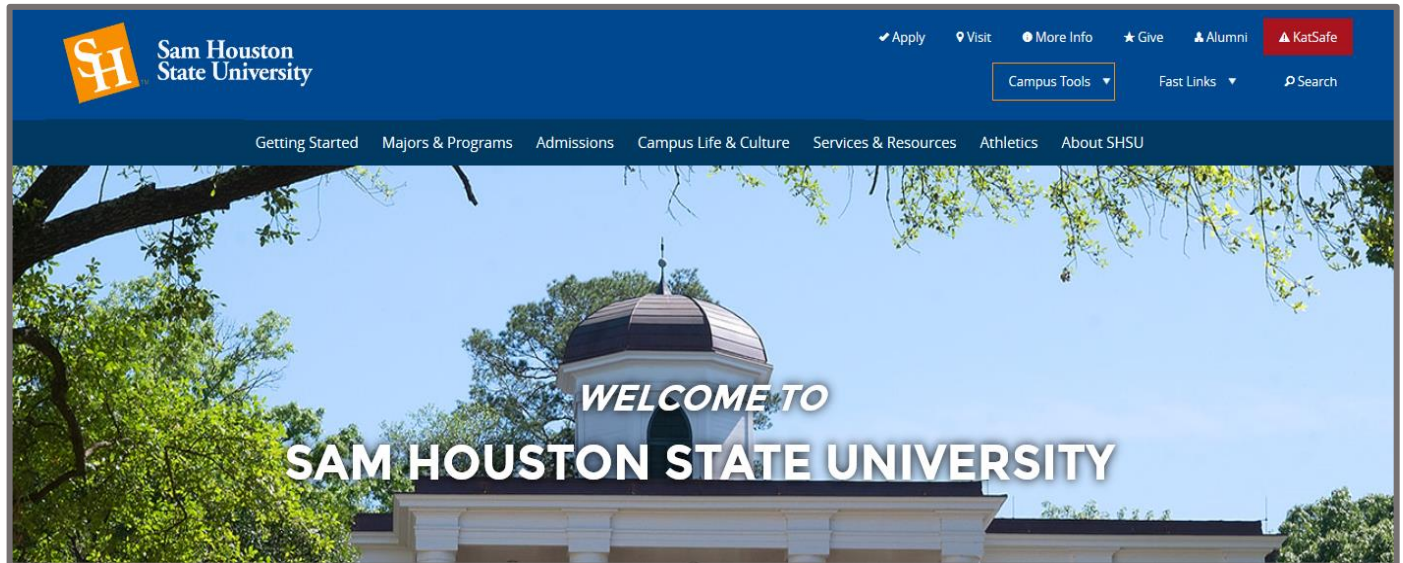 SH
Sam Houston
State University
Apply Visit More Info Give Alumni KatSafe
Campus Tools Fast Links Search
Getting Started Majors & Programs Admissions Campus Life & Culture Services & Resources Athletics About SHSU
WELCOME TO
SAM HOUSTON STATE UNIVERSITY